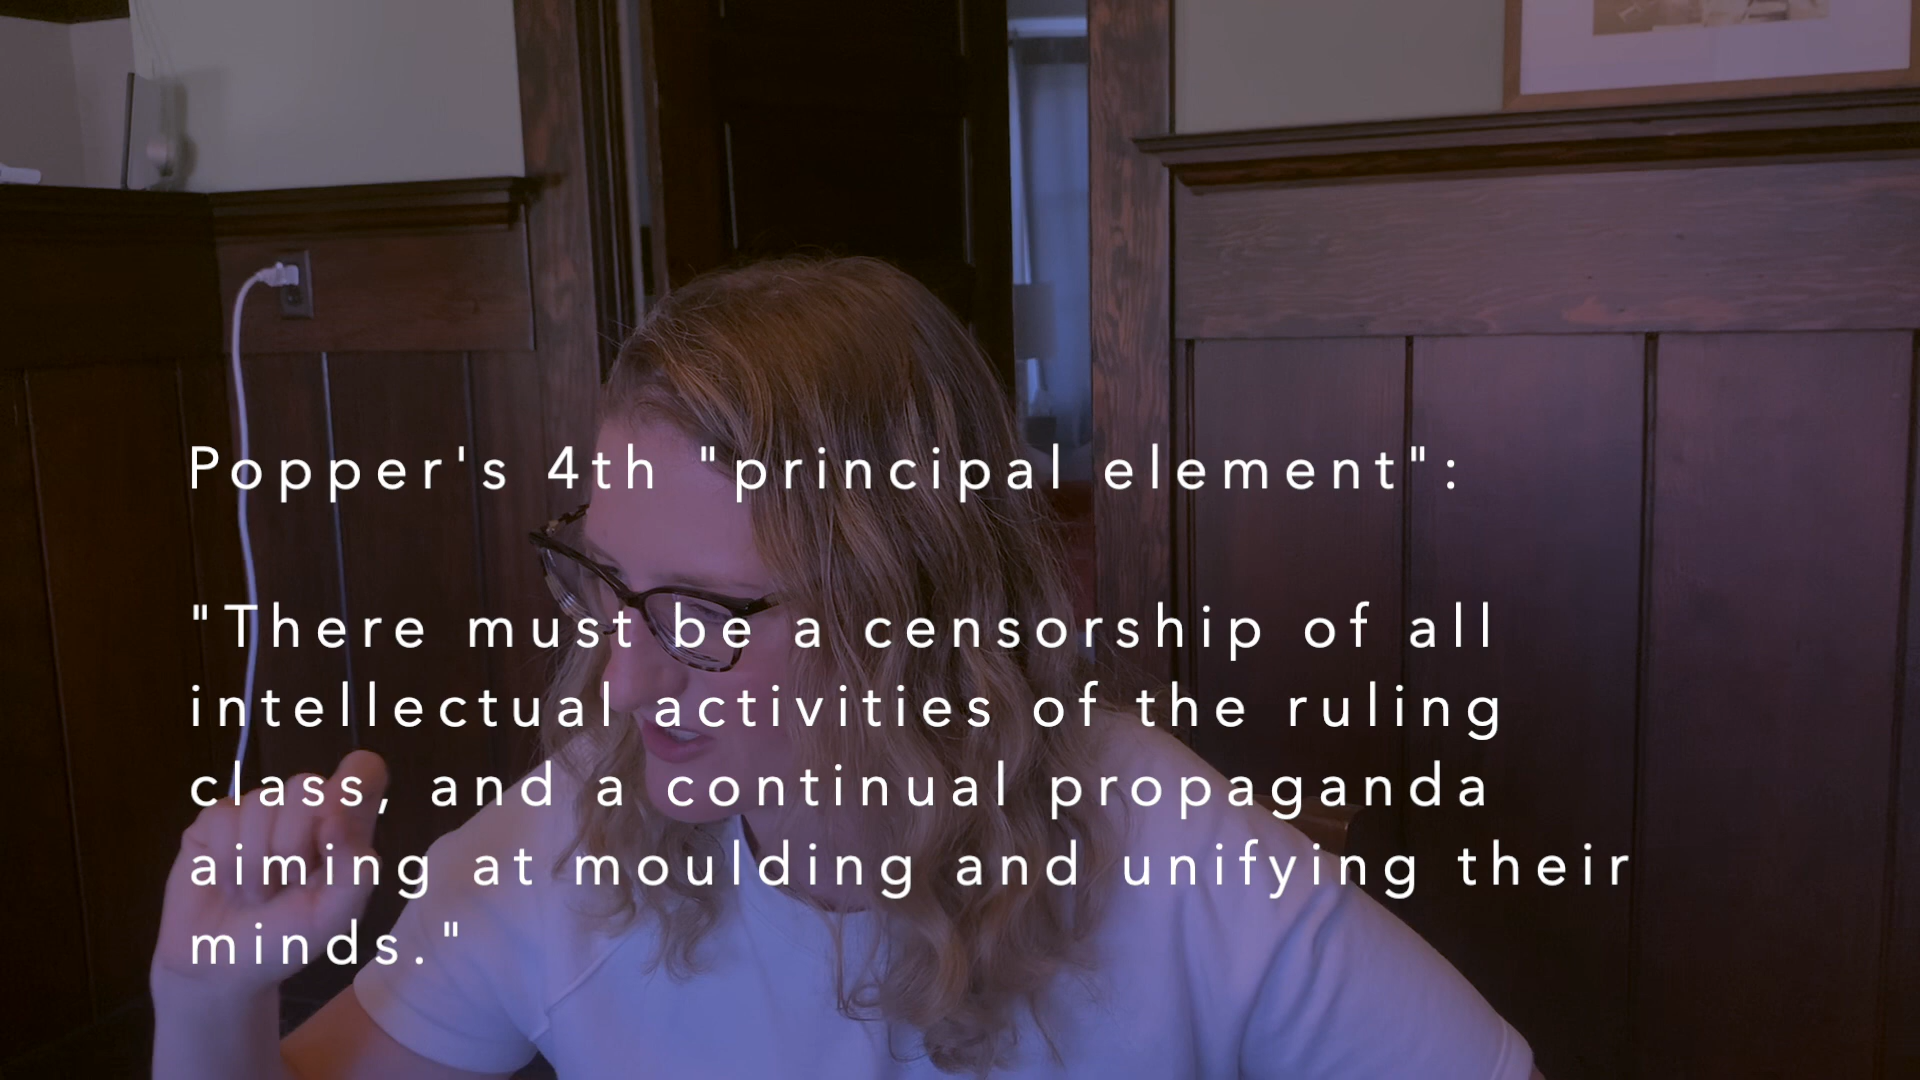 Popper's 4th "principal element":
"There must be a censorship of all
intellectual activities of the ruling
class, and a continual propaganda
aiming at moulding and unifying their
minds."